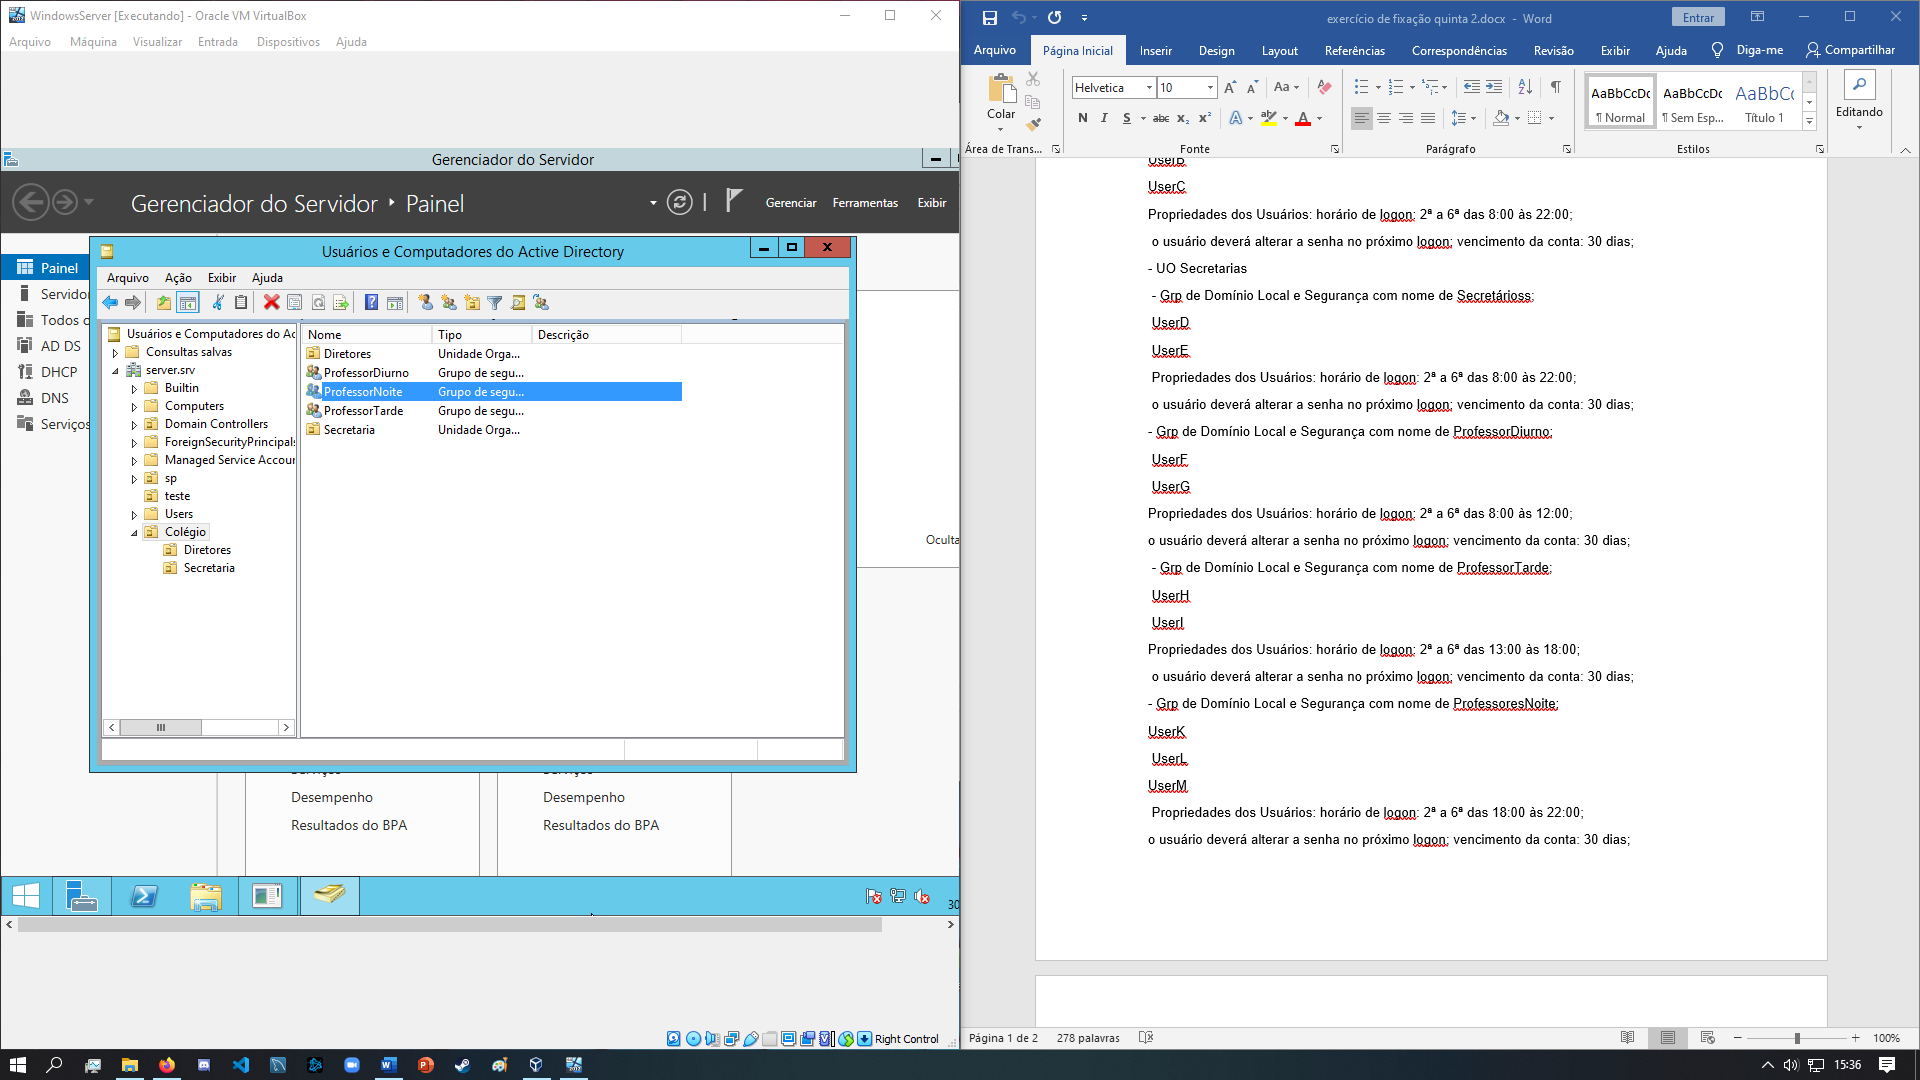 WindowsServer [Executando] - Oracle VM VirtualBox
Arquivo Máquina Visualizar Entrada Dispositivos Ajuda
Gerenciador do Servidor
Gerenciador do Servidor ‣ Painel
Gerenciar Ferramentas Exibir
Painel
Servidor
Todos o
AD DS
DHCP
DNS
Serviços
Oculta
Usuários e Computadores do Active Directory
Arquivo Ação Exibir Ajuda
Usuários e Computadores do Ac
Consultas salvas
server.srv
Builtin
Computers
Domain Controllers
ForeignSecurityPrincipals
Managed Service Accour
sp
teste
Users
Colégio
Diretores
Secretaria
Nome Tipo Descrição
Diretores Unidade Orga...
ProfessorDiurno Grupo de segu...
ProfessorNoite Grupo de segu...
ProfessorTarde Grupo de segu...
Secretaria Unidade Orga...
Desempenho Desempenho
Resultados do BPA Resultados do BPA
30
Right Control
exercício de fixação quinta 2.docx - Word
Entrar
Arquivo Página Inicial Inserir Design Layout Referências Correspondências Revisão Exibir Ajuda Diga-me Compartilhar
Colar
Helvetica 10
N I S abc x₂ x²
AaBbCcDc AaBbCcDc AaBbCc
¶ Normal ¶ Sem Esp... Título 1
Editando
Área de Trans... Fonte Parágrafo Estilos
UserB
UserC
Propriedades dos Usuários: horário de logon: 2ª a 6ª das 8:00 às 22:00;
o usuário deverá alterar a senha no próximo logon; vencimento da conta: 30 dias;
- UO Secretarias
- Grp de Domínio Local e Segurança com nome de Secretárioss;
UserD
UserE
Propriedades dos Usuários: horário de logon: 2ª a 6ª das 8:00 às 22:00;
o usuário deverá alterar a senha no próximo logon; vencimento da conta: 30 dias;
- Grp de Domínio Local e Segurança com nome de ProfessorDiurno;
UserF
UserG
Propriedades dos Usuários: horário de logon: 2ª a 6ª das 8:00 às 12:00;
o usuário deverá alterar a senha no próximo logon; vencimento da conta: 30 dias;
- Grp de Domínio Local e Segurança com nome de ProfessorTarde;
UserH
UserI
Propriedades dos Usuários: horário de logon: 2ª a 6ª das 13:00 às 18:00;
o usuário deverá alterar a senha no próximo logon; vencimento da conta: 30 dias;
- Grp de Domínio Local e Segurança com nome de ProfessoresNoite;
UserK
UserL
UserM
Propriedades dos Usuários: horário de logon: 2ª a 6ª das 18:00 às 22:00;
o usuário deverá alterar a senha no próximo logon; vencimento da conta: 30 dias;
Página 1 de 2 278 palavras
100%
15:36